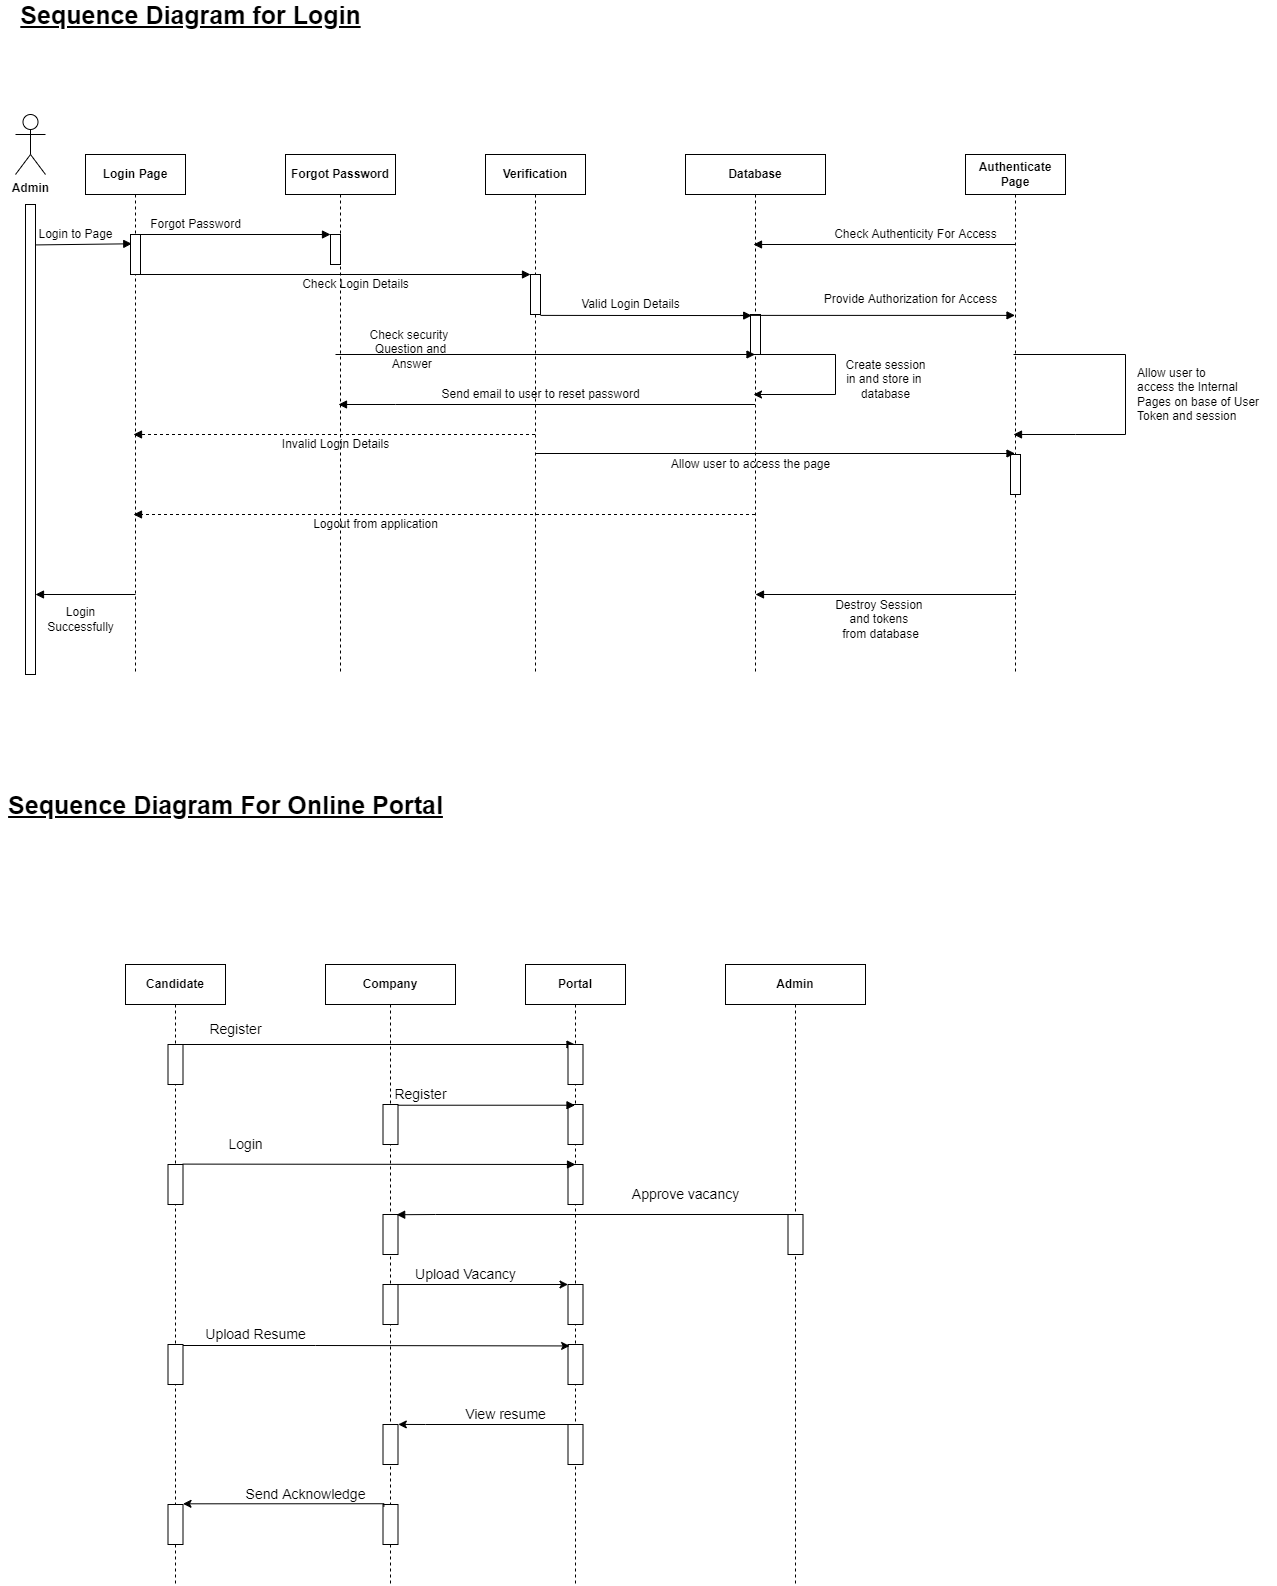 Sequence Diagram for Login
Admin
Login Page
Forgot Password
Verification
Database
Authenticate
Page
Login to Page
Forgot Password
Check Authenticity For Access
Check Login Details
Valid Login Details
Provide Authorization for Access
Check security
Question and
Answer
Create session
in and store in
database
Allow user to
access the Internal
Pages on base of User
Token and session
Send email to user to reset password
Invalid Login Details
Allow user to access the page
Logout from application
Login
Successfully
Destroy Session
and tokens
from database
Sequence Diagram For Online Portal
Candidate
Company
Portal
Admin
Register
Register
Login
Approve vacancy
Upload Vacancy
Upload Resume
View resume
Send Acknowledge